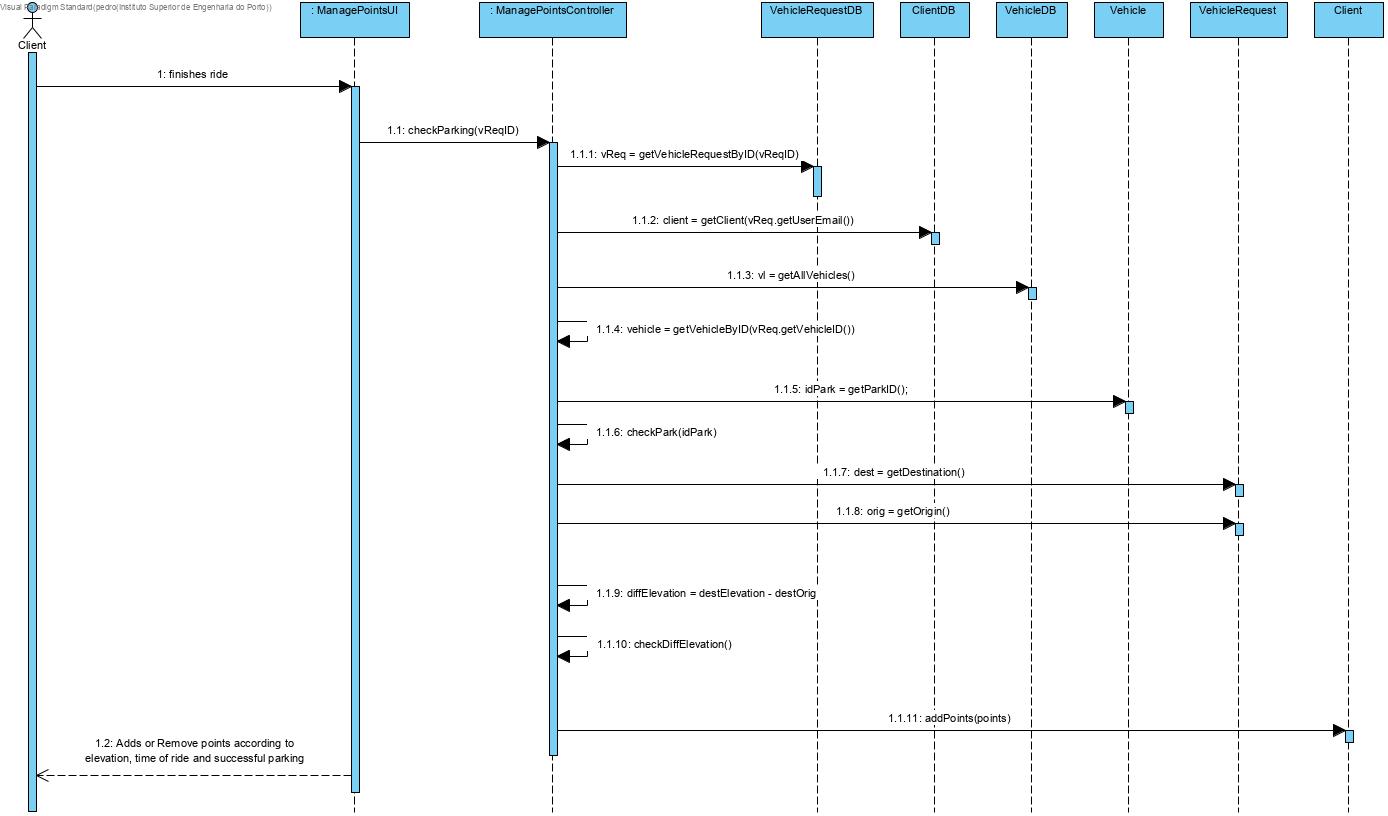 Visual Paradigm Standard(pedro(Instituto Superior de Engenharia do Porto))
: ManagePointsUI
: ManagePointsController
VehicleRequestDB
ClientDB
VehicleDB
Vehicle
VehicleRequest
Client
Client
1: finishes ride
1.1: checkParking(vReqID)
1.1.1: vReq = getVehicleRequestByID(vReqID)
1.1.2: client = getClient(vReq.getUserEmail())
1.1.3: vl = getAllVehicles()
1.1.4: vehicle = getVehicleByID(vReq.getVehicleID())
1.1.5: idPark = getParkID();
1.1.6: checkPark(idPark)
1.1.7: dest = getDestination()
1.1.8: orig = getOrigin()
1.1.9: diffElevation = destElevation - destOrig
1.1.10: checkDiffElevation()
1.1.11: addPoints(points)
1.2: Adds or Remove points according to
elevation, time of ride and successful parking